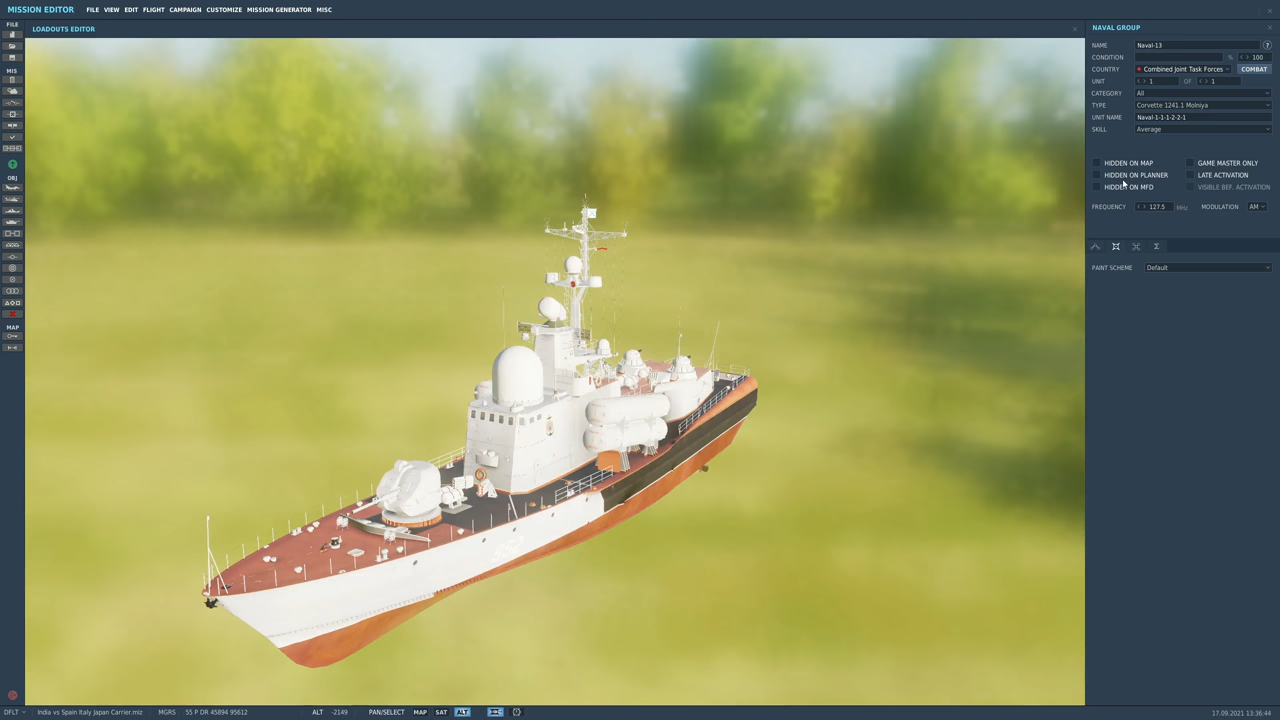 MISSION EDITOR FILE VIEW EDIT FLIGHT CAMPAIGN CUSTOMIZE MISSION GENERATOR MISC
FILE
MIS
OBJ
MAP
LOADOUTS EDITOR
NAVAL GROUP
NAME Naval-13 ?
CONDITION % 100
COUNTRY Combined Joint Task Forces COMBAT
UNIT 1 OF 1
CATEGORY All
TYPE Corvette 1241.1 Molniya
UNIT NAME Naval-1-1-1-2-2-1
SKILL Average
HIDDEN ON MAP GAME MASTER ONLY
HIDDEN ON PLANNER LATE ACTIVATION
HIDDEN ON MFD VISIBLE BEF. ACTIVATION
FREQUENCY 127.5 MHz MODULATION AM
PAINT SCHEME Default
DFLT India vs Spain Italy Japan Carrier.miz MGRS 55 P DR 45894 95612 ALT -2149 PAN/SELECT MAP SAT ALT 17.09.2021 13:36:44